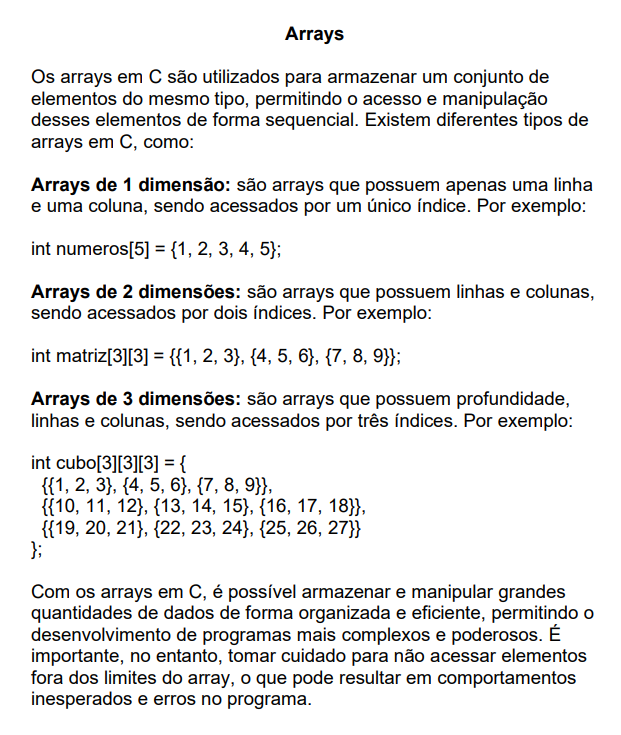 Arrays
Os arrays em C são utilizados para armazenar um conjunto de
elementos do mesmo tipo, permitindo o acesso e manipulação
desses elementos de forma sequencial. Existem diferentes tipos de
arrays em C, como:
Arrays de 1 dimensão: são arrays que possuem apenas uma linha
e uma coluna, sendo acessados por um único índice. Por exemplo:
int numeros[5] = {1, 2, 3, 4, 5};
Arrays de 2 dimensões: são arrays que possuem linhas e colunas,
sendo acessados por dois índices. Por exemplo:
int matriz[3][3] = {{1, 2, 3}, {4, 5, 6}, {7, 8, 9}};
Arrays de 3 dimensões: são arrays que possuem profundidade,
linhas e colunas, sendo acessados por três índices. Por exemplo:
int cubo[3][3][3] = {
{{1, 2, 3}, {4, 5, 6}, {7, 8, 9}},
{{10, 11, 12}, {13, 14, 15}, {16, 17, 18}},
{{19, 20, 21}, {22, 23, 24}, {25, 26, 27}}
};
Com os arrays em C, é possível armazenar e manipular grandes
quantidades de dados de forma organizada e eficiente, permitindo o
desenvolvimento de programas mais complexos e poderosos. É
importante, no entanto, tomar cuidado para não acessar elementos
fora dos limites do array, o que pode resultar em comportamentos
inesperados e erros no programa.